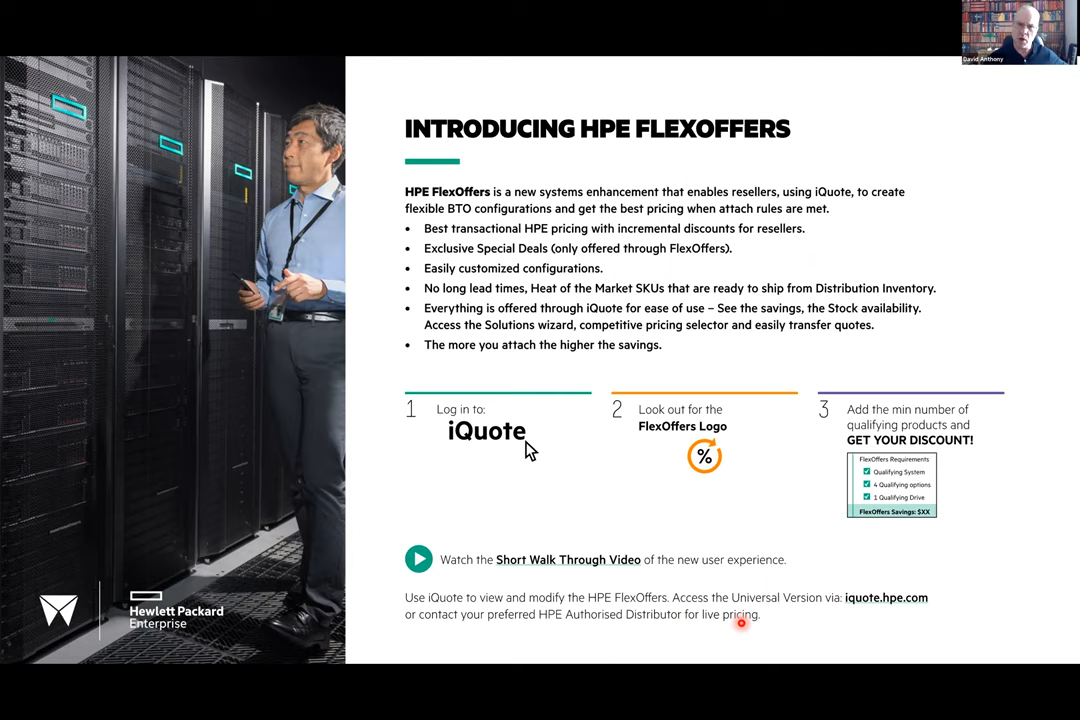 David Anthony
INTRODUCING HPE FLEXOFFERS
HPE FlexOffers is a new systems enhancement that enables resellers, using iQuote, to create
flexible BTO configurations and get the best pricing when attach rules are met.
• Best transactional HPE pricing with incremental discounts for resellers.
• Exclusive Special Deals (only offered through FlexOffers).
• Easily customized configurations.
• No long lead times, Heat of the Market SKUs that are ready to ship from Distribution Inventory.
• Everything is offered through iQuote for ease of use – See the savings, the Stock availability.
Access the Solutions wizard, competitive pricing selector and easily transfer quotes.
• The more you attach the higher the savings.
1 Log in to:
iQuote
2 Look out for the
FlexOffers Logo
%
3 Add the min number of
qualifying products and
GET YOUR DISCOUNT!
FlexOffers Requirements
Qualifying System
4 Qualifying options
1 Qualifying Drive
FlexOffers Savings: $XX
Watch the Short Walk Through Video of the new user experience.
Use iQuote to view and modify the HPE FlexOffers. Access the Universal Version via: iquote.hpe.com
or contact your preferred HPE Authorised Distributor for live pricing.
Hewlett Packard
Enterprise